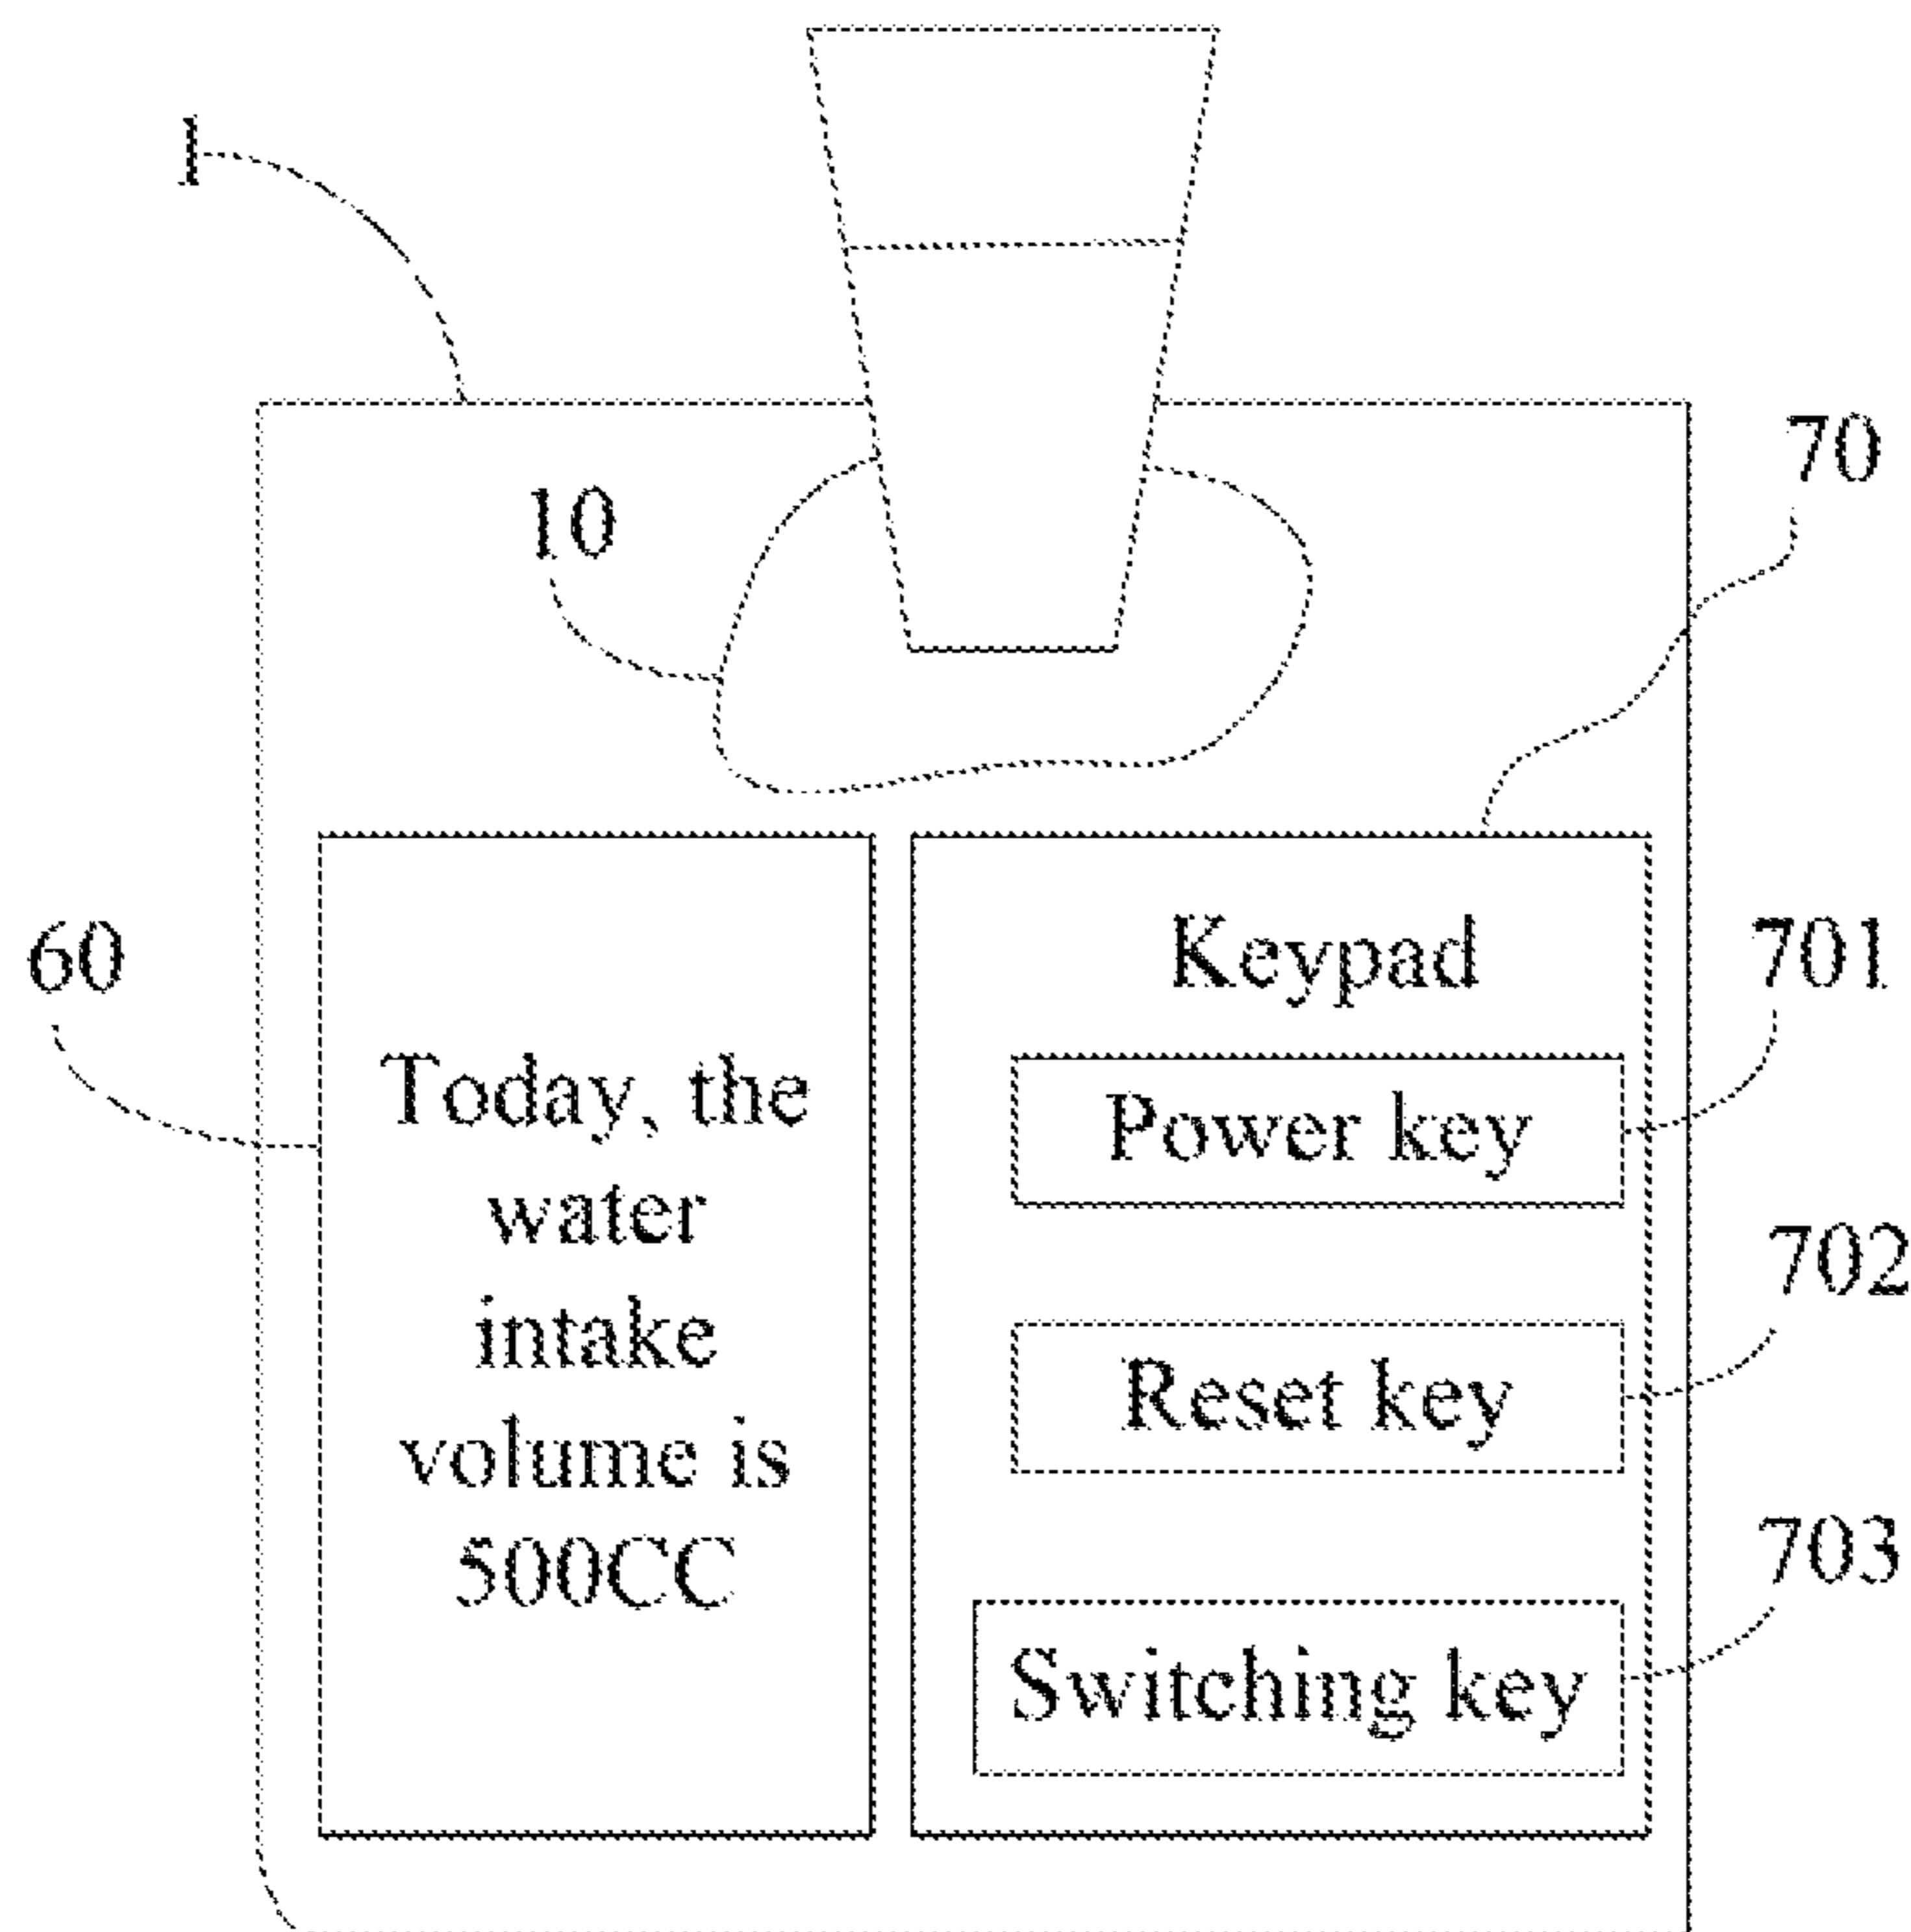 1
10
70
60
Today, the
water
intake
volume is
500CC
Keypad
701
Power key
702
Reset key
703
Switching key